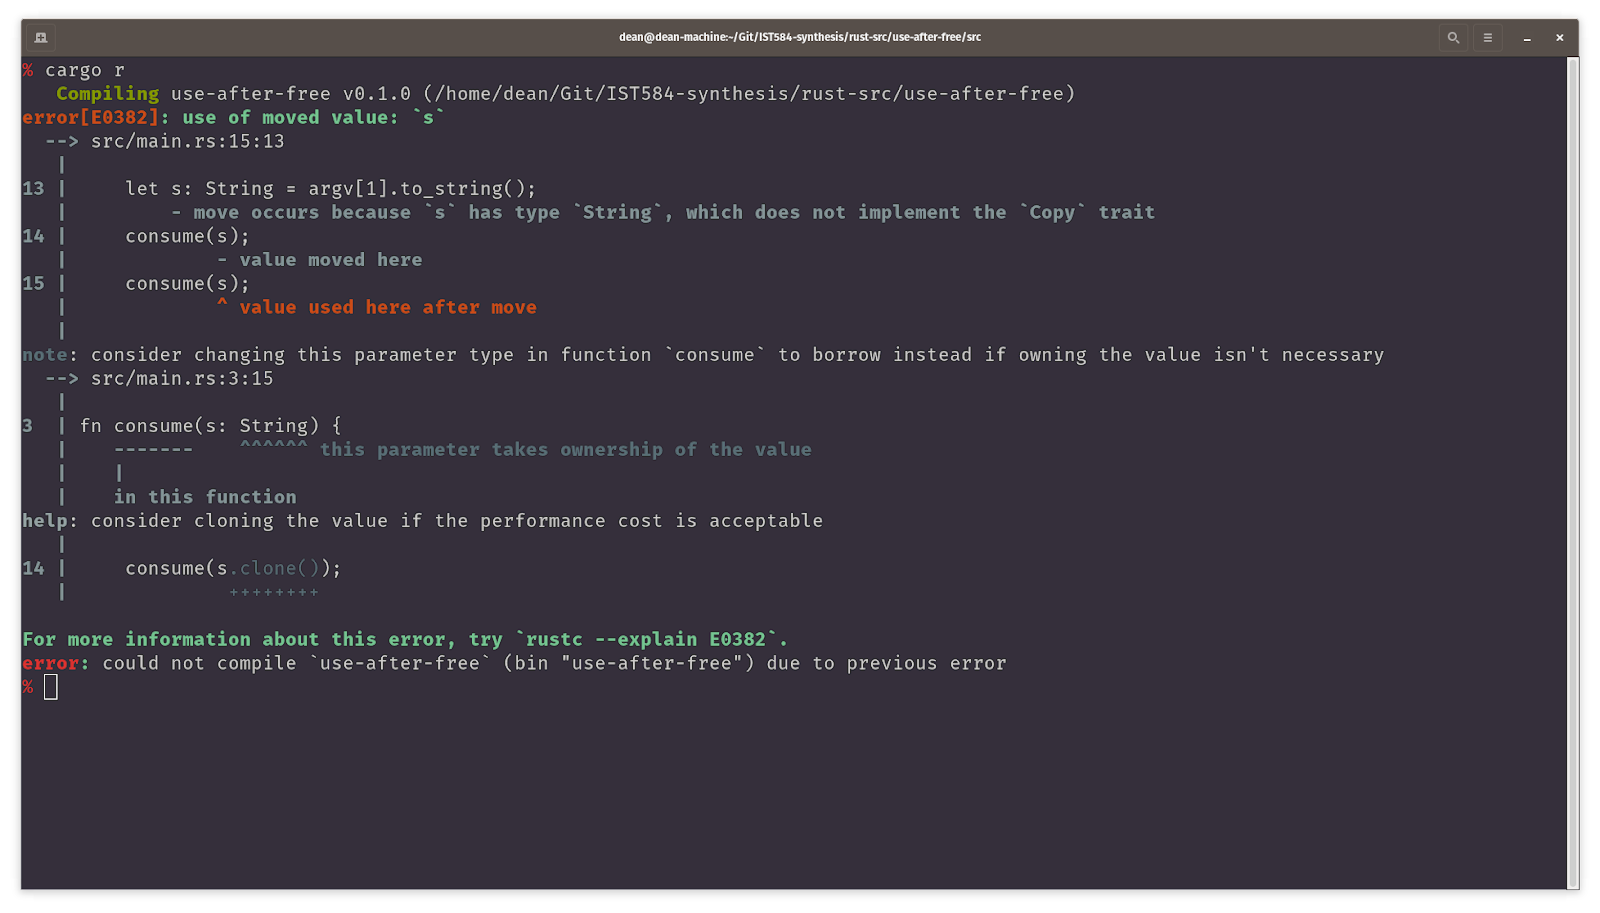 dean@dean-machine:~/Git/IST584-synthesis/rust-src/use-after-free/src
% cargo r
   Compiling use-after-free v0.1.0 (/home/dean/Git/IST584-synthesis/rust-src/use-after-free)
error[E0382]: use of moved value: `s`
  --> src/main.rs:15:13
   |
13 |     let s: String = argv[1].to_string();
   |         - move occurs because `s` has type `String`, which does not implement the `Copy` trait
14 |     consume(s);
   |             - value moved here
15 |     consume(s);
   |             ^ value used here after move
   |
note: consider changing this parameter type in function `consume` to borrow instead if owning the value isn't necessary
  --> src/main.rs:3:15
   |
3  | fn consume(s: String) {
   |    -------    ^^^^^^ this parameter takes ownership of the value
   |    |
   |    in this function
help: consider cloning the value if the performance cost is acceptable
   |
14 |     consume(s.clone());
   |              ++++++++

For more information about this error, try `rustc --explain E0382`.
error: could not compile `use-after-free` (bin "use-after-free") due to previous error
%